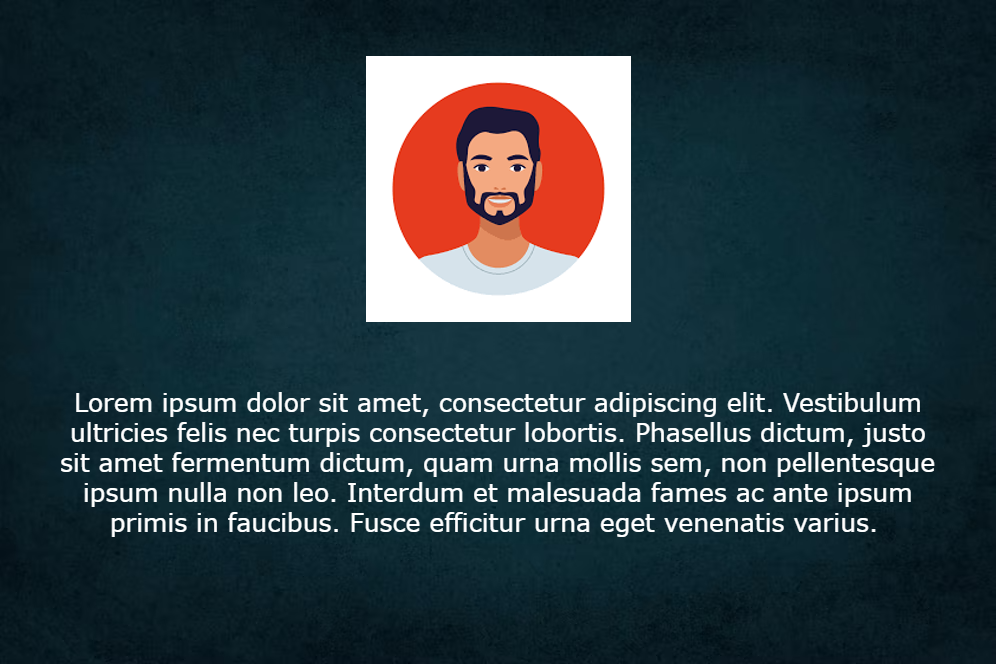 Lorem ipsum dolor sit amet, consectetur adipiscing elit. Vestibulum
ultricies felis nec turpis consectetur lobortis. Phasellus dictum, justo
sit amet fermentum dictum, quam urna mollis sem, non pellentesque
ipsum nulla non leo. Interdum et malesuada fames ac ante ipsum
primis in faucibus. Fusce efficitur urna eget venenatis varius.